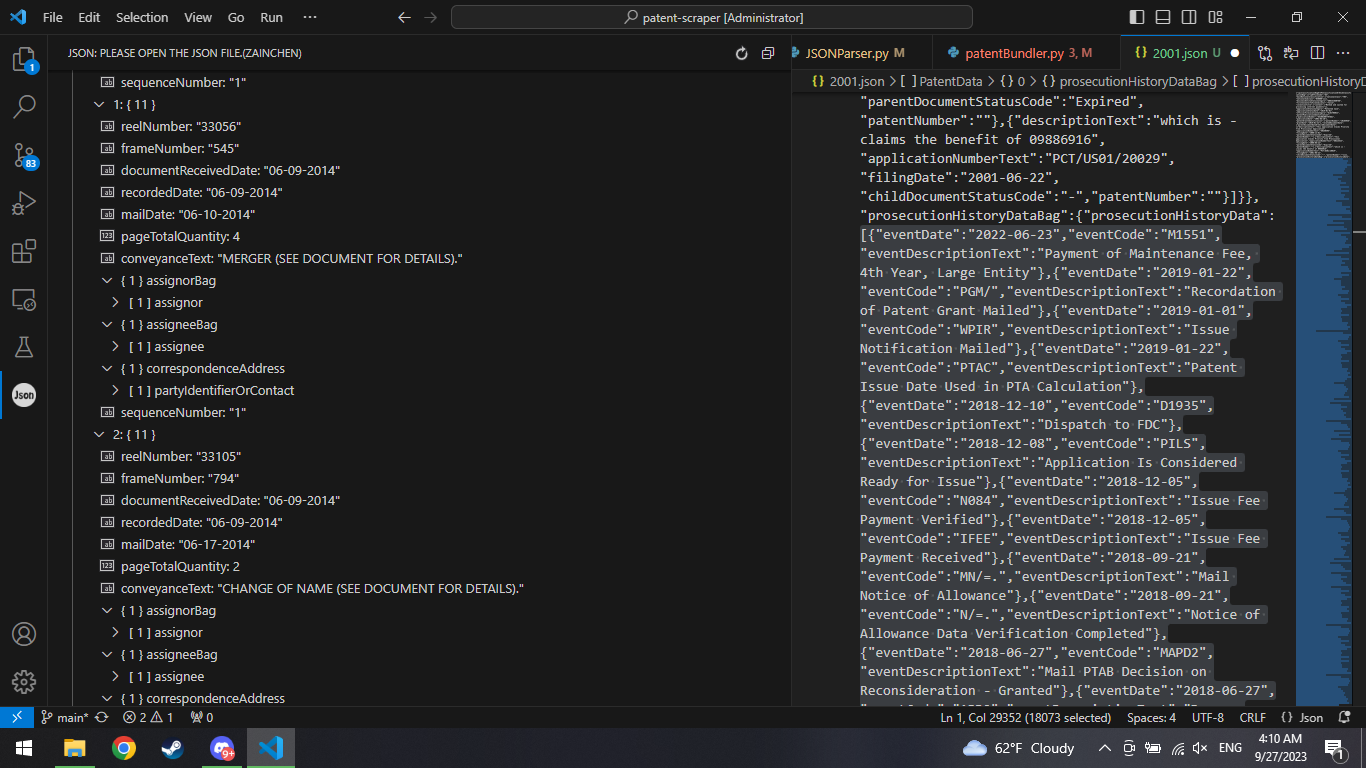 File Edit Selection View Go Run ··· patent-scraper [Administrator]
JSON: PLEASE OPEN THE JSON FILE.(ZAINCHEN)
sequenceNumber: "1"
1: { 11 }
reelNumber: "33056"
frameNumber: "545"
documentReceivedDate: "06-09-2014"
recordedDate: "06-09-2014"
mailDate: "06-10-2014"
pageTotalQuantity: 4
conveyanceText: "MERGER (SEE DOCUMENT FOR DETAILS)."
{ 1 } assignorBag
[ 1 ] assignor
{ 1 } assigneeBag
[ 1 ] assignee
{ 1 } correspondenceAddress
[ 1 ] partyIdentifierOrContact
sequenceNumber: "1"
2: { 11 }
reelNumber: "33105"
frameNumber: "794"
documentReceivedDate: "06-09-2014"
recordedDate: "06-09-2014"
mailDate: "06-17-2014"
pageTotalQuantity: 2
conveyanceText: "CHANGE OF NAME (SEE DOCUMENT FOR DETAILS)."
{ 1 } assignorBag
[ 1 ] assignor
{ 1 } assigneeBag
[ 1 ] assignee
{ 1 } correspondenceAddress
1
83
Json
JSONParser.py M patentBundler.py 3, M {} 2001.json U
{} 2001.json > [ ] PatentData > {} 0 > {} prosecutionHistoryDataBag > [ ] prosecutionHistoryD
"parentDocumentStatusCode":"Expired",
"patentNumber":""},{"descriptionText":"which is -
claims the benefit of 09886916",
"applicationNumberText":"PCT/US01/20029",
"filingDate":"2001-06-22",
"childDocumentStatusCode":"-","patentNumber":""}]}},
"prosecutionHistoryDataBag":{"prosecutionHistoryData":
[{"eventDate":"2022-06-23","eventCode":"M1551",
"eventDescriptionText":"Payment of Maintenance Fee,
4th Year, Large Entity"},{"eventDate":"2019-01-22",
"eventCode":"PGM/","eventDescriptionText":"Recordation
of Patent Grant Mailed"},{"eventDate":"2019-01-01",
"eventCode":"WPIR","eventDescriptionText":"Issue
Notification Mailed"},{"eventDate":"2019-01-22",
"eventCode":"PTAC","eventDescriptionText":"Patent
Issue Date Used in PTA Calculation"},
{"eventDate":"2018-12-10","eventCode":"D1935",
"eventDescriptionText":"Dispatch to FDC"},
{"eventDate":"2018-12-08","eventCode":"PILS",
"eventDescriptionText":"Application Is Considered
Ready for Issue"},{"eventDate":"2018-12-05",
"eventCode":"N084","eventDescriptionText":"Issue Fee
Payment Verified"},{"eventDate":"2018-12-05",
"eventCode":"IFEE","eventDescriptionText":"Issue Fee
Payment Received"},{"eventDate":"2018-09-21",
"eventCode":"MN/=.","eventDescriptionText":"Mail
Notice of Allowance"},{"eventDate":"2018-09-21",
"eventCode":"N/=.","eventDescriptionText":"Notice of
Allowance Data Verification Completed"},
{"eventDate":"2018-06-27","eventCode":"MAPD2",
"eventDescriptionText":"Mail PTAB Decision on
Reconsideration - Granted"},{"eventDate":"2018-06-27",
main* 2 1 0 Ln 1, Col 29352 (18073 selected) Spaces: 4 UTF-8 CRLF {} Json
9+ 62°F Cloudy ENG 4:10 AM
9/27/2023 1